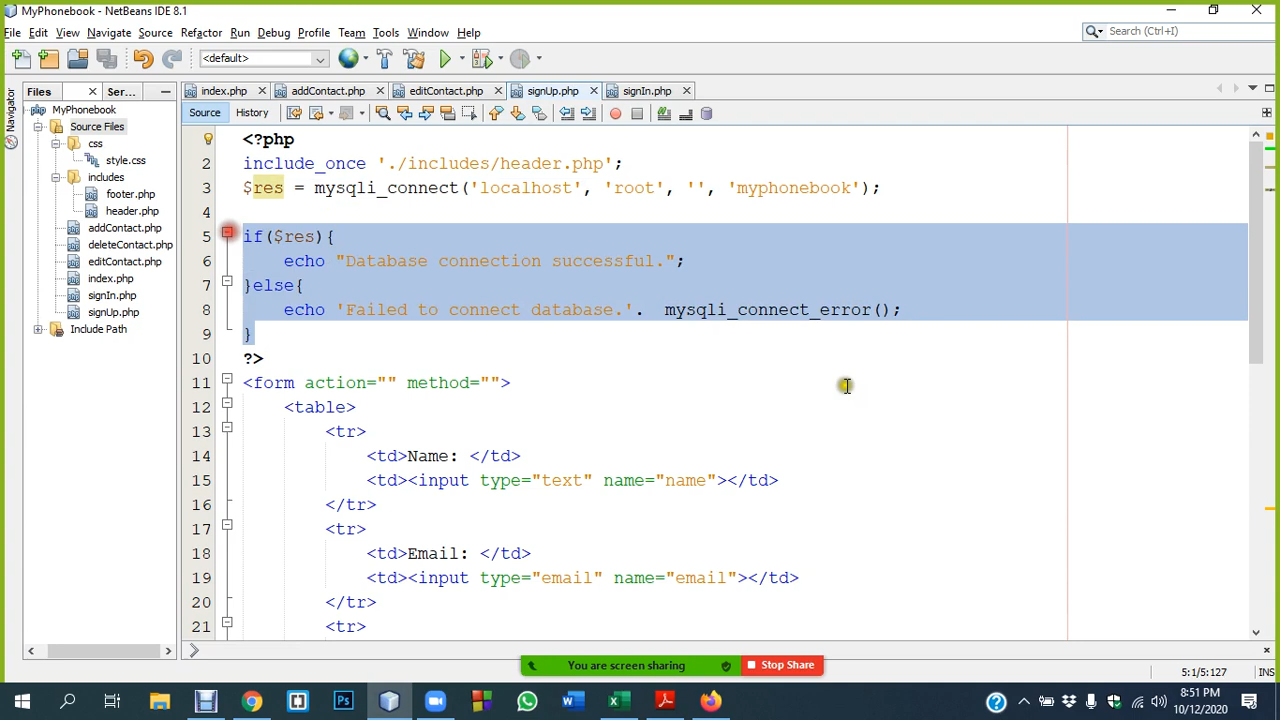 MyPhonebook - NetBeans IDE 8.1
File Edit View Navigate Source Refactor Run Debug Profile Team Tools Window Help
Search (Ctrl+I)
<default>
Files
Ser...
index.php
addContact.php
editContact.php
signUp.php
signIn.php
Navigator
MyPhonebook
Source Files
css
style.css
includes
footer.php
header.php
addContact.php
deleteContact.php
editContact.php
index.php
signIn.php
signUp.php
Include Path
Source History
<?php
2 include_once './includes/header.php';
3 $res = mysqli_connect('localhost', 'root', '', 'myphonebook');
4
5 if($res){
6 echo "Database connection successful.";
7 }else{
8 echo 'Failed to connect database.'.  mysqli_connect_error();
9 }
10 ?>
11 <form action="" method="">
12 <table>
13 <tr>
14 <td>Name: </td>
15 <td><input type="text" name="name"></td>
16 </tr>
17 <tr>
18 <td>Email: </td>
19 <td><input type="email" name="email"></td>
20 </tr>
21 <tr>
You are screen sharing
Stop Share
5:1/5:127
INS
8:51 PM
10/12/2020